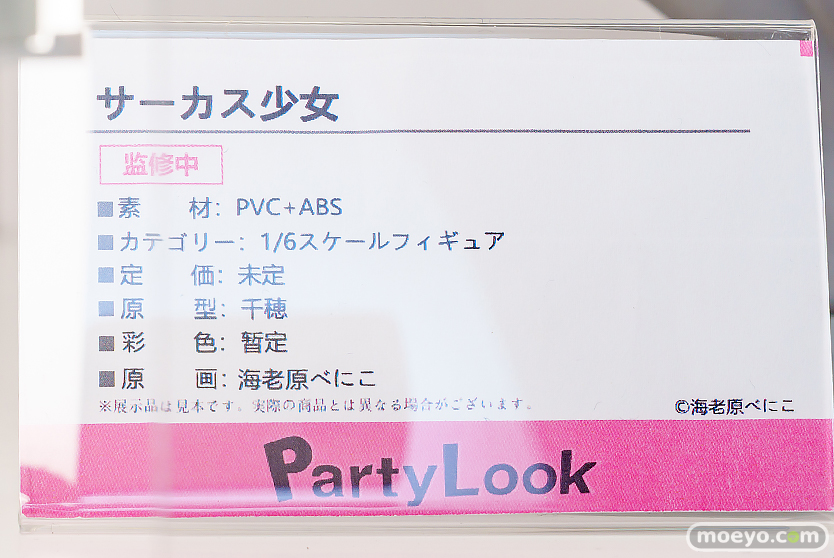 サーカス少女
監修中
■素　　材：PVC+ABS
■カテゴリー：1/6スケールフィギュア
■定　　価：未定
■原　　型：千穂
■彩　　色：暫定
■原　　画：海老原べにこ
※展示品は見本です。実際の商品とは異なる場合がございます。
©海老原べにこ
PartyLook
moeyo.com